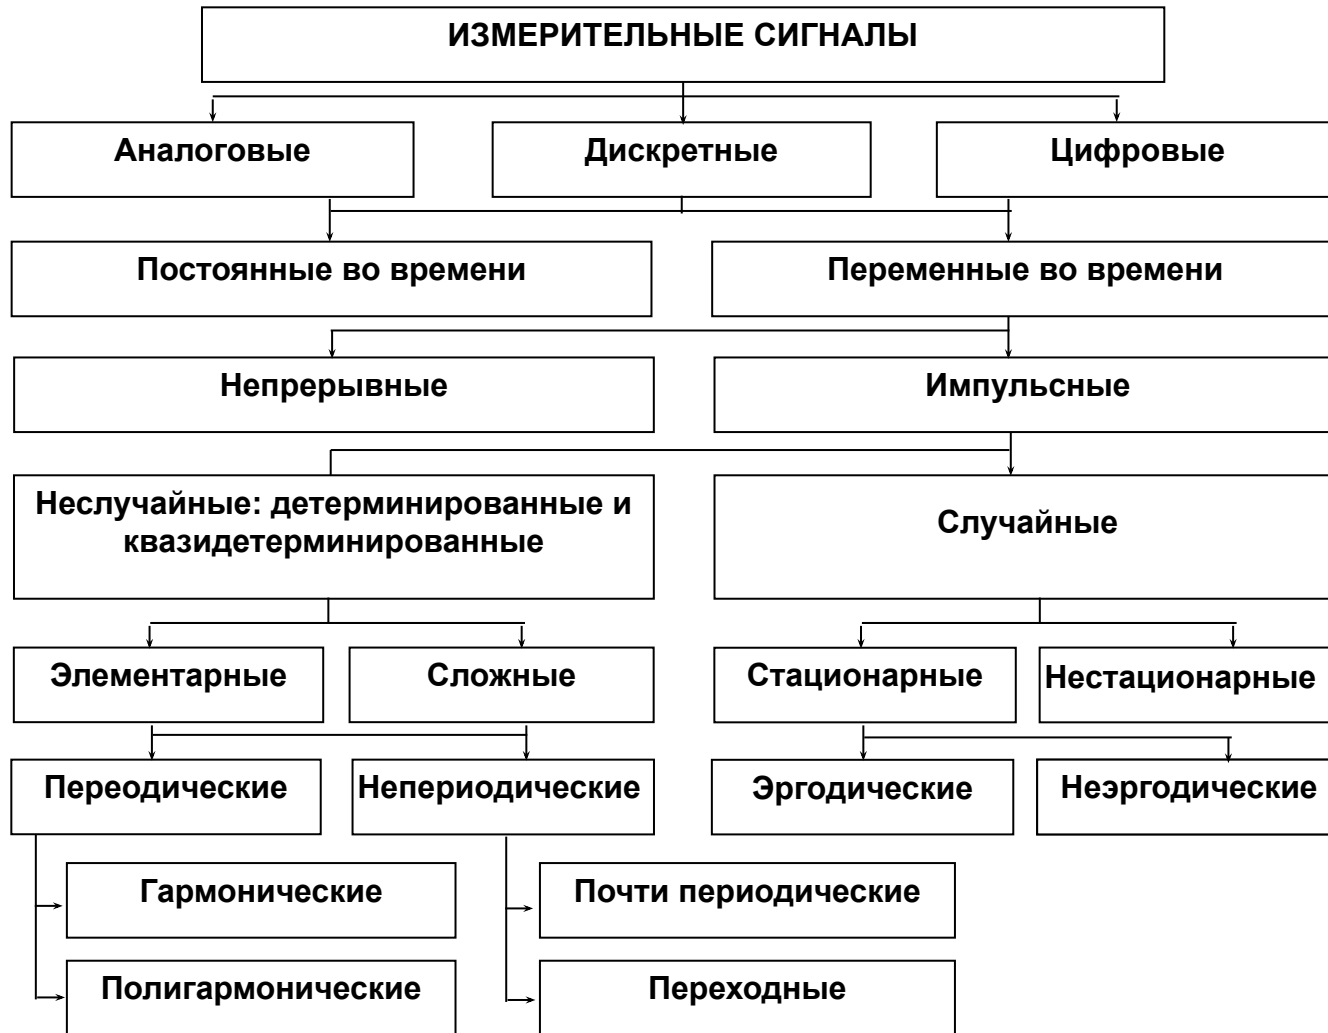 ИЗМЕРИТЕЛЬНЫЕ СИГНАЛЫ
Аналоговые
Дискретные
Цифровые
Постоянные во времени
Переменные во времени
Непрерывные
Импульсные
Неслучайные: детерминированные и
квазидетерминированные
Случайные
Элементарные
Сложные
Стационарные
Нестационарные
Переодические
Непериодические
Эргодические
Неэргодические
Гармонические
Почти периодические
Полигармонические
Переходные